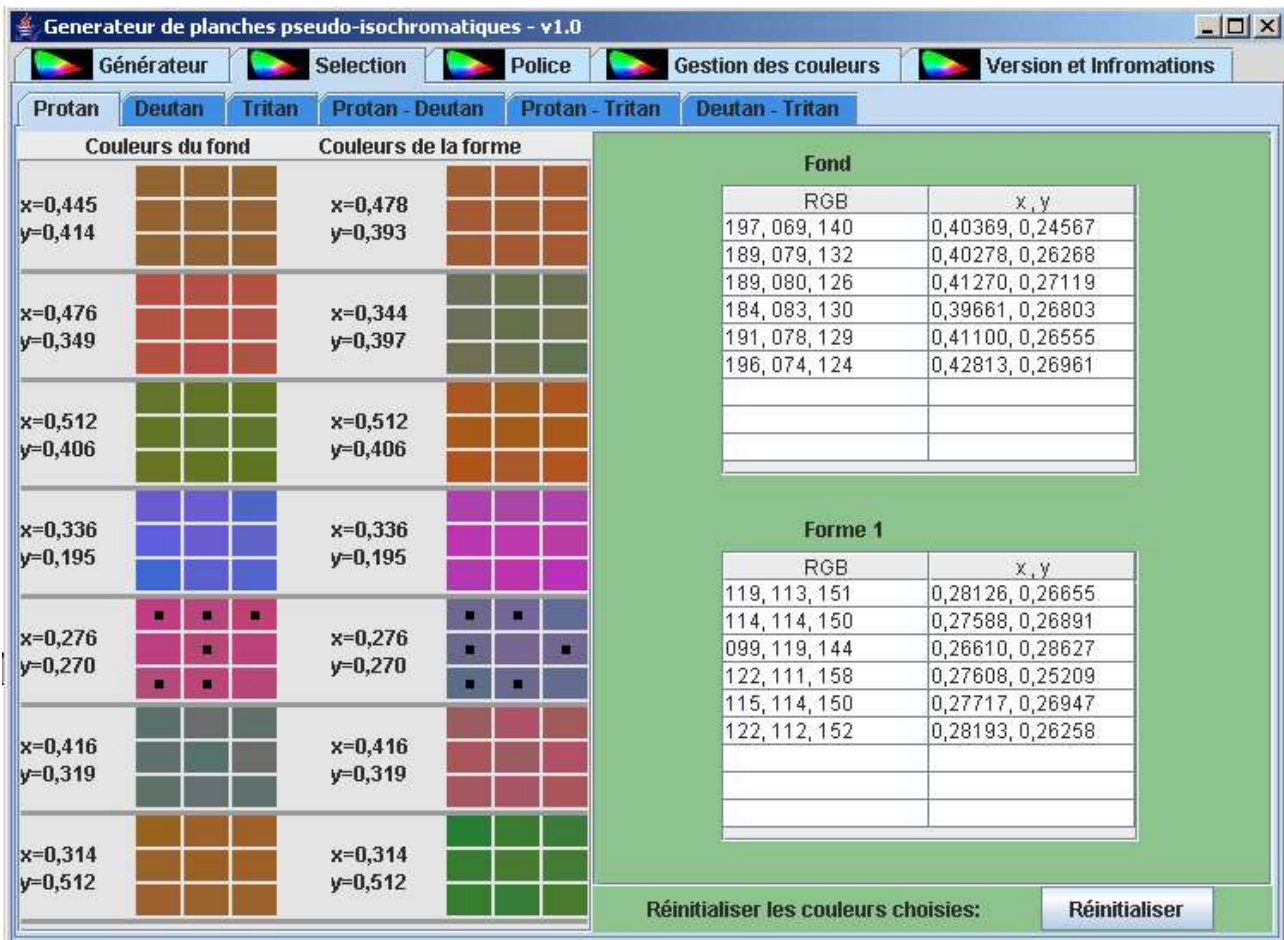 Generateur de planches pseudo-isochromatiques - v1.0
Générateur Selection Police Gestion des couleurs Version et Infromations
Protan Deutan Tritan Protan - Deutan Protan - Tritan Deutan - Tritan
Couleurs du fond Couleurs de la forme
x=0,445 x=0,478
y=0,414 y=0,393
x=0,476 x=0,344
y=0,349 y=0,397
x=0,512 x=0,512
y=0,406 y=0,406
x=0,336 x=0,336
y=0,195 y=0,195
x=0,276 x=0,276
y=0,270 y=0,270
x=0,416 x=0,416
y=0,319 y=0,319
x=0,314 x=0,314
y=0,512 y=0,512
Fond
RGB x , y
197, 069, 140 0,40369, 0,24567
189, 079, 132 0,40278, 0,26268
189, 080, 126 0,41270, 0,27119
184, 083, 130 0,39661, 0,26803
191, 078, 129 0,41100, 0,26555
196, 074, 124 0,42813, 0,26961
Forme 1
RGB x , y
119, 113, 151 0,28126, 0,26655
114, 114, 150 0,27588, 0,26891
099, 119, 144 0,26610, 0,28627
122, 111, 158 0,27608, 0,25209
115, 114, 150 0,27717, 0,26947
122, 112, 152 0,28193, 0,26258
Réinitialiser les couleurs choisies: Réinitialiser